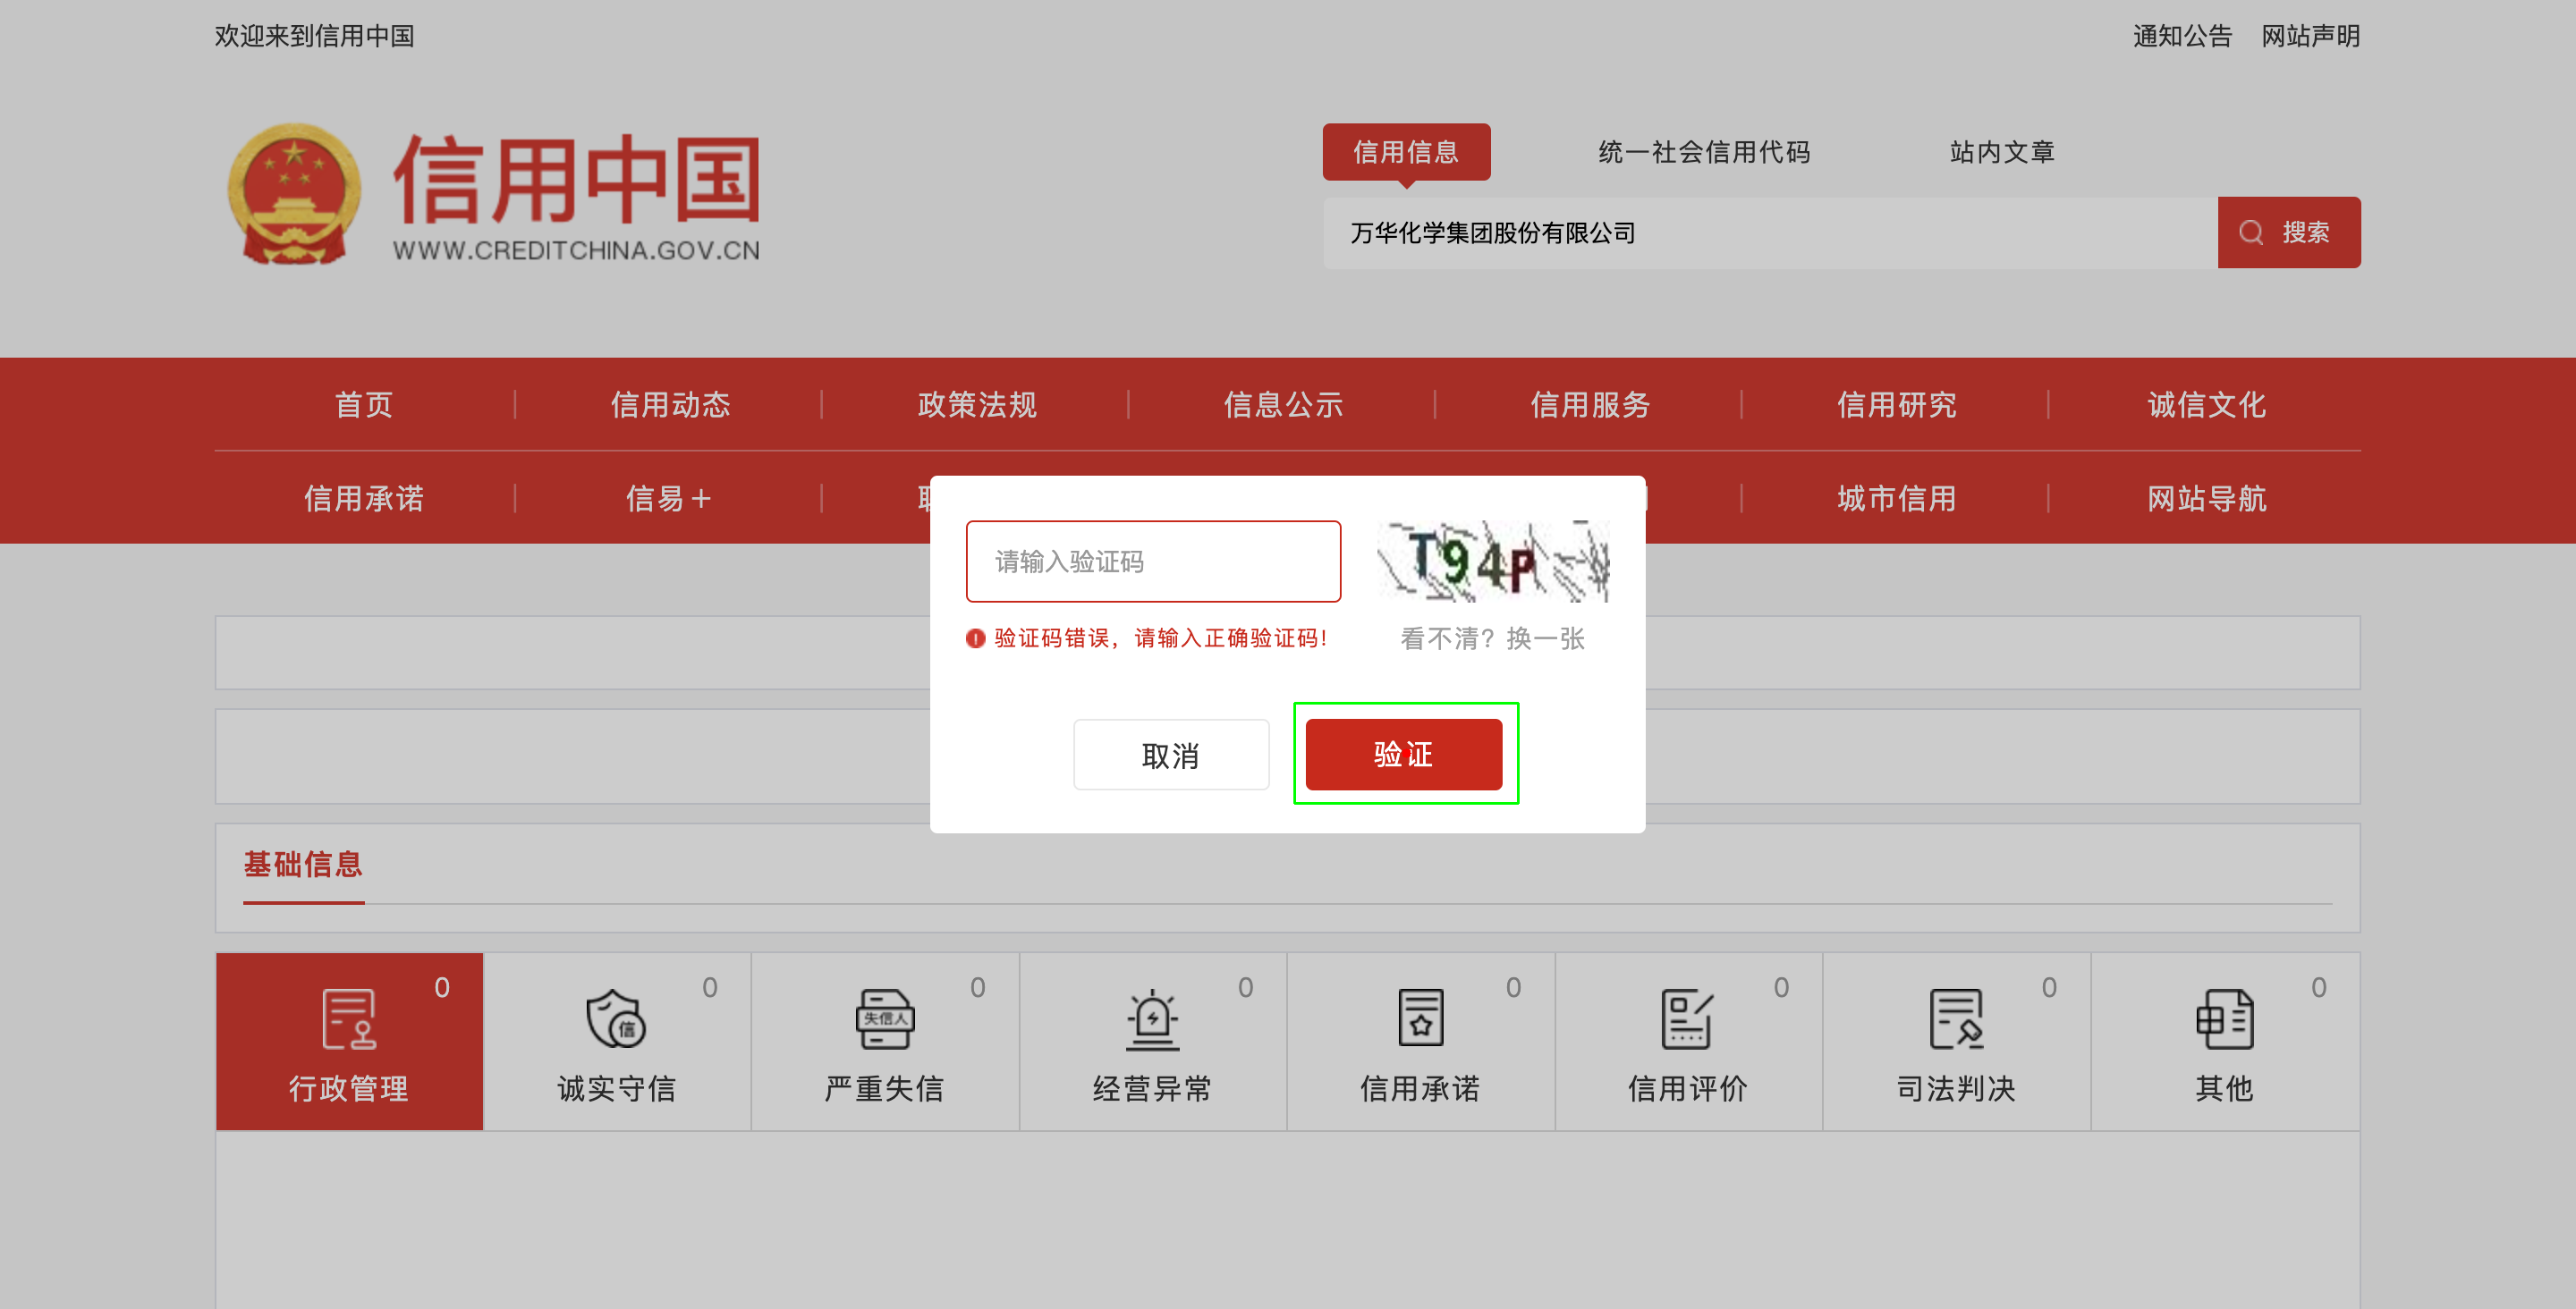 欢迎来到信用中国
通知公告 网站声明
信用中国
WWW.CREDITCHINA.GOV.CN
信用信息 统一社会信用代码 站内文章
万华化学集团股份有限公司 搜索
首页 信用动态 政策法规 信息公示 信用服务 信用研究 诚信文化
信用承诺 信易+ 城市信用 网站导航
请输入验证码 T94P
验证码错误，请输入正确验证码! 看不清？换一张
取消 验证
基础信息
0 0 0 0 0 0 0 0
信 失信人
行政管理 诚实守信 严重失信 经营异常 信用承诺 信用评价 司法判决 其他